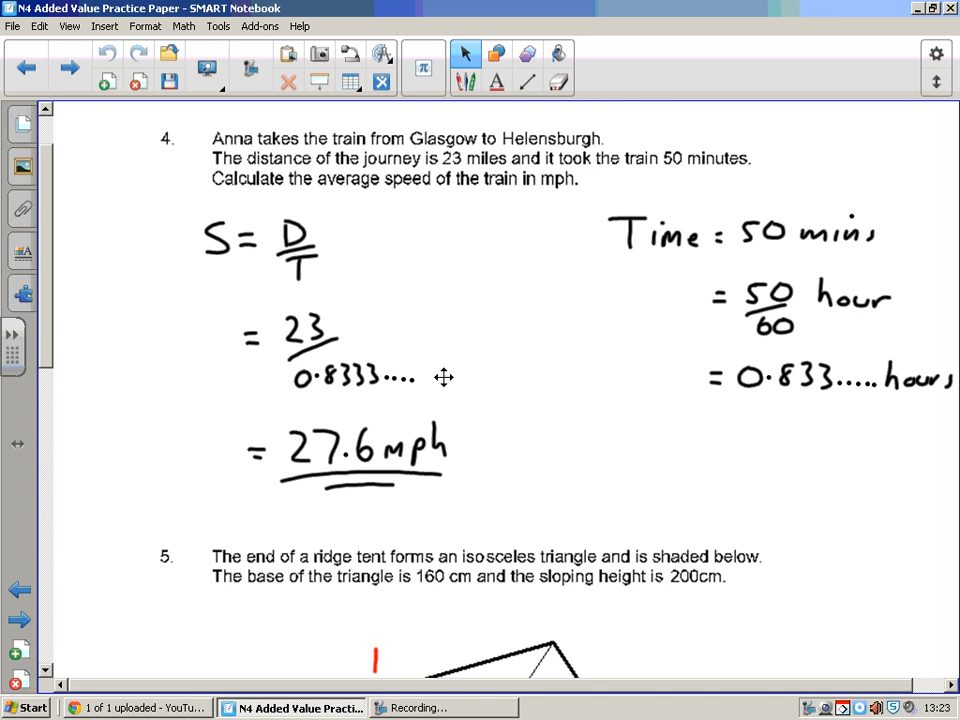 N4 Added Value Practice Paper - SMART Notebook
File Edit View Insert Format Math Tools Add-ons Help
π
4. Anna takes the train from Glasgow to Helensburgh.
The distance of the journey is 23 miles and it took the train 50 minutes.
Calculate the average speed of the train in mph.
S = D/T
Time = 50 mins
= 50/60 hour
= 23/0.8333....
= 0.833..... hours
= 27.6 mph
5. The end of a ridge tent forms an isosceles triangle and is shaded below.
The base of the triangle is 160 cm and the sloping height is 200cm.
Start 1 of 1 uploaded - YouTu... N4 Added Value Practi... Recording... 13:23